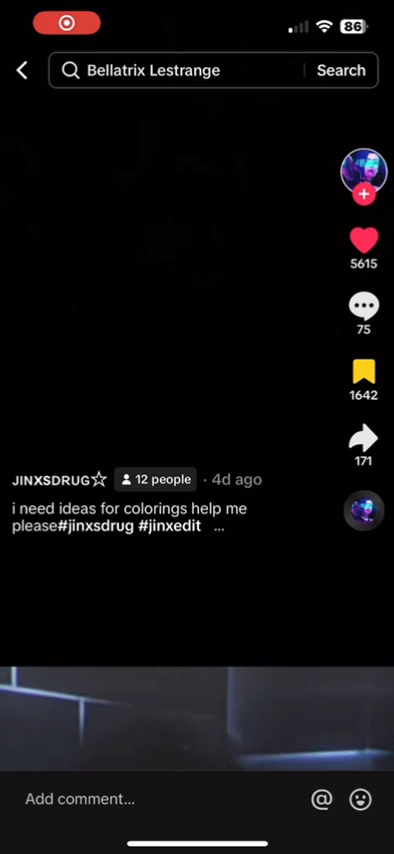 86
Bellatrix Lestrange
Search
5615
75
1642
JINXSDRUG☆ 12 people · 4d ago
171
i need ideas for colorings help me
please#jinxsdrug #jinxedit ...
Add comment...